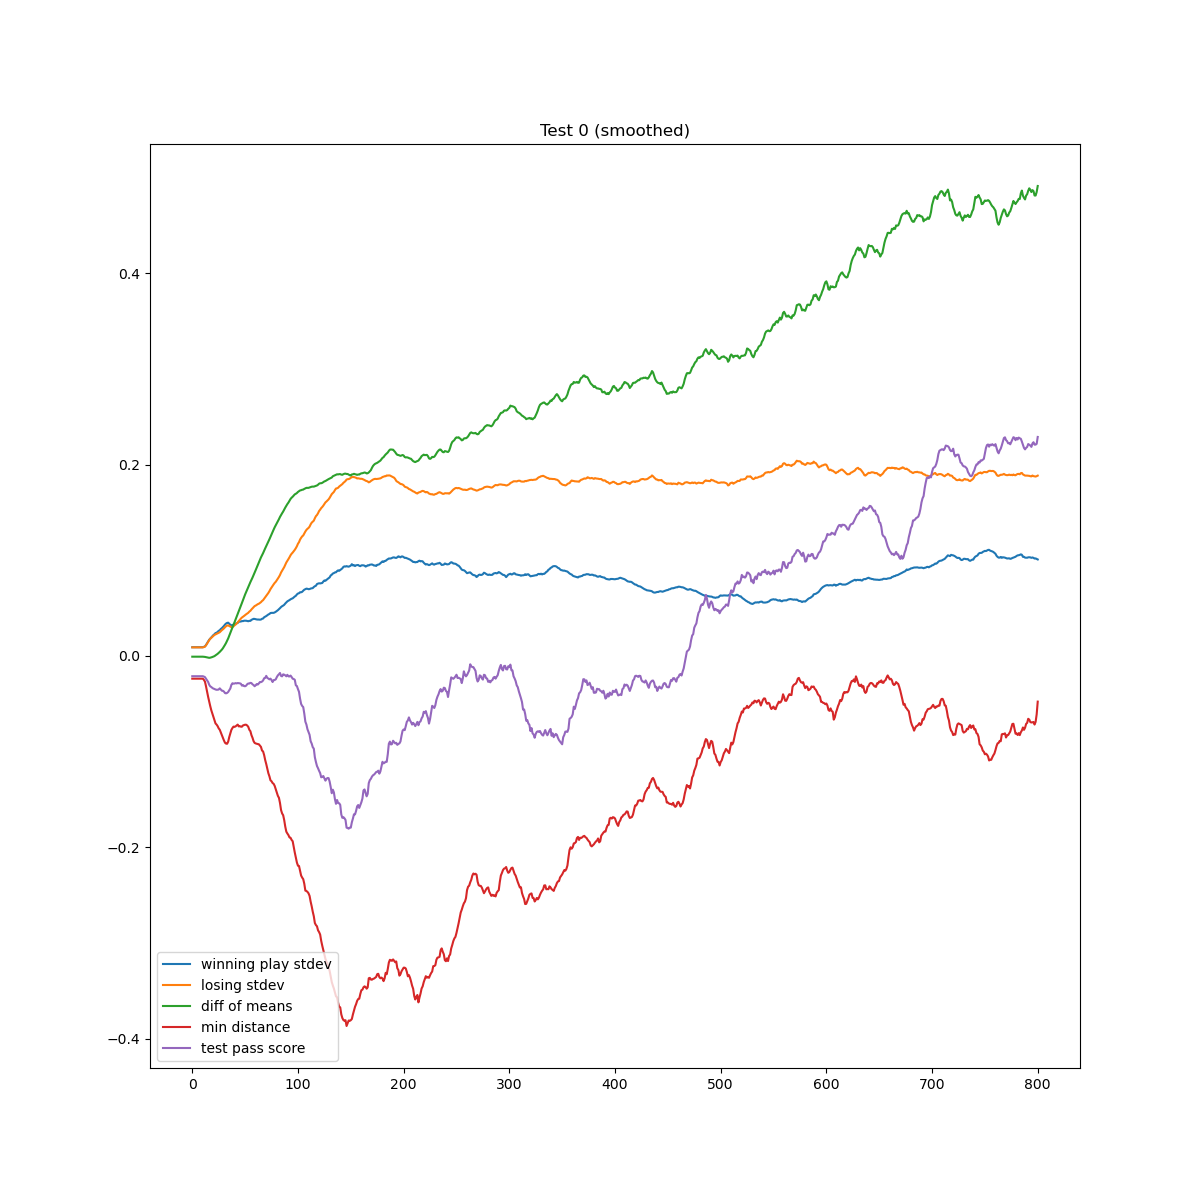 Test 0 (smoothed)
0.4
0.2
0.0
−0.2
−0.4
winning play stdev
losing stdev
diff of means
min distance
test pass score
0 100 200 300 400 500 600 700 800